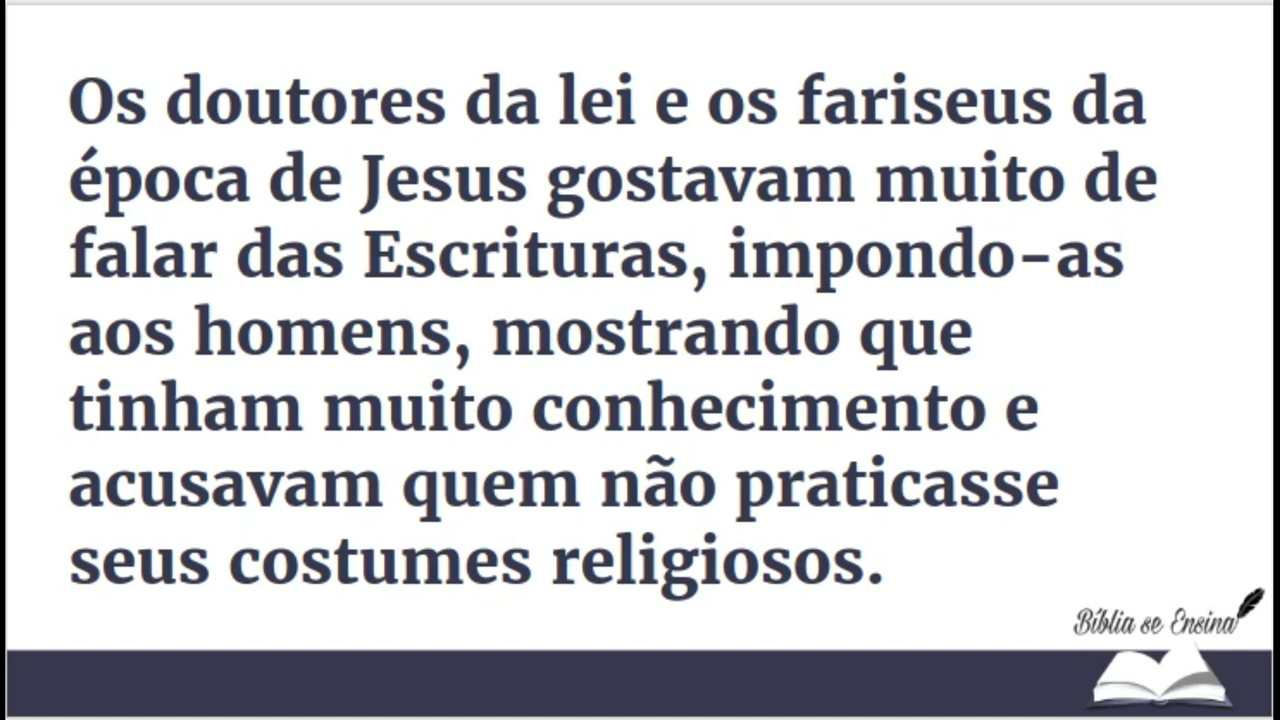 Os doutores da lei e os fariseus da
época de Jesus gostavam muito de
falar das Escrituras, impondo-as
aos homens, mostrando que
tinham muito conhecimento e
acusavam quem não praticasse
seus costumes religiosos.
Bíblia se Ensina